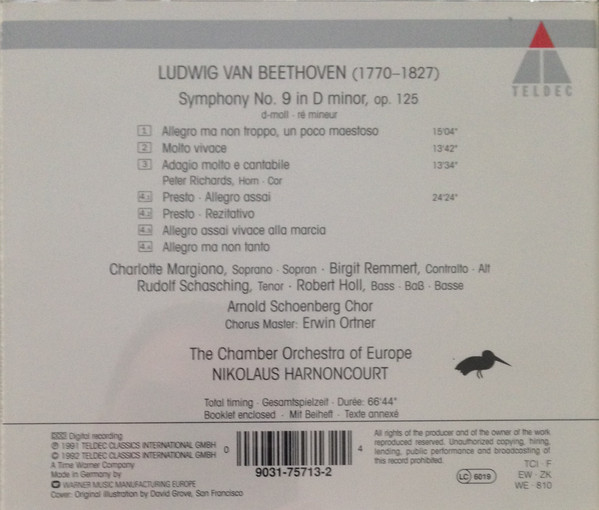 TELDEC
LUDWIG VAN BEETHOVEN (1770–1827)
Symphony No. 9 in D minor, op. 125
d-moll · ré mineur
1 Allegro ma non troppo, un poco maestoso 15'04"
2 Molto vivace 13'42"
3 Adagio molto e cantabile 13'34"
Peter Richards, Horn · Cor
4.1 Presto · Allegro assai 24'24"
4.2 Presto · Rezitativo
4.3 Allegro assai vivace alla marcia
4.4 Allegro ma non tanto
Charlotte Margiono, Soprano · Sopran · Birgit Remmert, Contralto · Alt
Rudolf Schasching, Tenor · Robert Holl, Bass · Baß · Basse
Arnold Schoenberg Chor
Chorus Master: Erwin Ortner
The Chamber Orchestra of Europe
NIKOLAUS HARNONCOURT
Total timing · Gesamtspielzeit · Durée: 66'44"
Booklet enclosed · Mit Beiheft · Texte annexé
DDD Digital recording
℗ 1991 TELDEC CLASSICS INTERNATIONAL GMBH
© 1992 TELDEC CLASSICS INTERNATIONAL GMBH
A Time Warner Company
Made in Germany by
WARNER MUSIC MANUFACTURING EUROPE
Cover: Original illustration by David Grove, San Francisco
0 4
9031-75713-2
All rights of the producer and of the owner of the work
reproduced reserved. Unauthorized copying, hiring,
lending, public performance and broadcasting of
this record prohibited.
LC 6019
TCI · F
EW · ZK
WE · 810